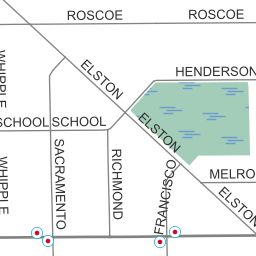 ROSCOE
ROSCOE
ELSTON
HENDERSON
WHIPPLE
SCHOOL
SCHOOL
ELSTON
SACRAMENTO
RICHMOND
WHIPPLE
FRANCISCO
MELRO
ELSTON